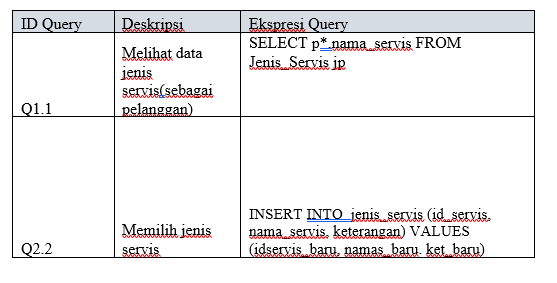 ID Query Deskripsi Ekspresi Query
Melihat data
jenis
servis(sebagai
pelanggan)
SELECT p*.nama_servis FROM
Jenis_Servis jp
Q1.1
Memilih jenis
servis
INSERT INTO jenis_servis (id_servis,
nama_servis, keterangan) VALUES
(idservis_baru, namas_baru. ket_baru)
Q2.2